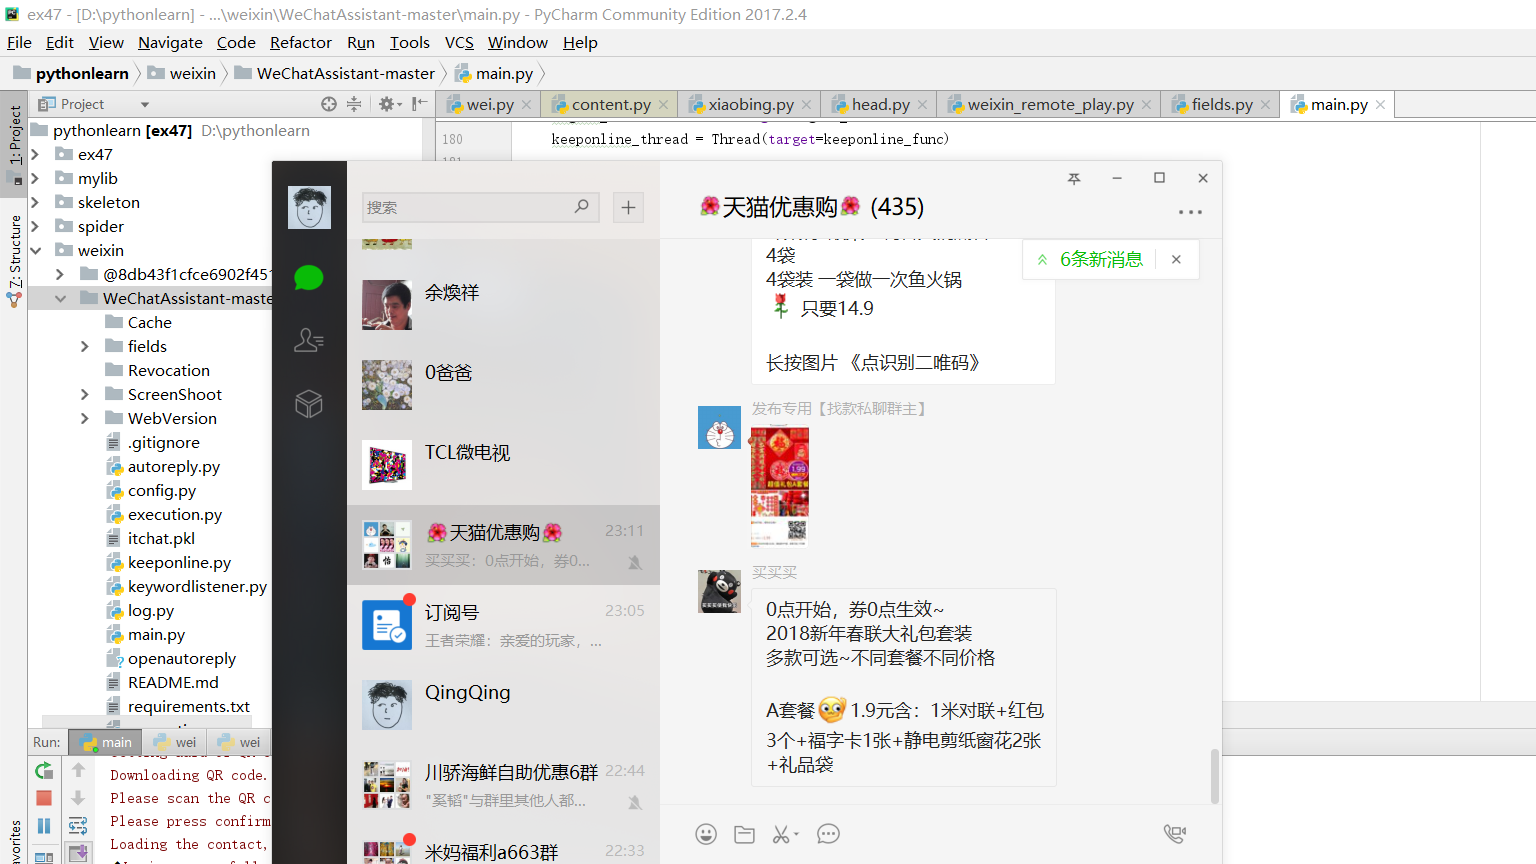 ex47 - [D:\pythonlearn] - ...\weixin\WeChatAssistant-master\main.py - PyCharm Community Edition 2017.2.4
File Edit View Navigate Code Refactor Run Tools VCS Window Help
pythonlearn weixin WeChatAssistant-master main.py
Project
wei.py content.py xiaobing.py head.py weixin_remote_play.py fields.py main.py
1: Project
Z: Structure
avorites
pythonlearn [ex47] D:\pythonlearn
ex47
mylib
skeleton
spider
weixin
@8db43f1cfce6902f451
WeChatAssistant-maste
Cache
fields
Revocation
ScreenShoot
WebVersion
.gitignore
autoreply.py
config.py
execution.py
itchat.pkl
keeponline.py
keywordlistener.py
log.py
main.py
openautoreply
README.md
requirements.txt
180 keeponline_thread = Thread(target=keeponline_func)
Run: main wei wei
Downloading QR code.
Please scan the QR c
Please press confirm
Loading the contact,
搜索
余煥祥
0爸爸
TCL微电视
🌺天猫优惠购🌺 23:11
买买买：0点开始，券0...
订阅号 23:05
王者荣耀：亲爱的玩家，...
QingQing
川骄海鲜自助优惠6群 22:44
"奚韬"与群里其他人都...
米妈福利a663群 22:33
🌺天猫优惠购🌺 (435)
6条新消息
4袋
4袋装 一袋做一次鱼火锅
🌹 只要14.9
长按图片 《点识别二唯码》
发布专用【找款私聊群主】
买买买
0点开始，券0点生效~
2018新年春联大礼包套装
多款可选~不同套餐不同价格
A套餐 1.9元含：1米对联+红包
3个+福字卡1张+静电剪纸窗花2张
+礼品袋